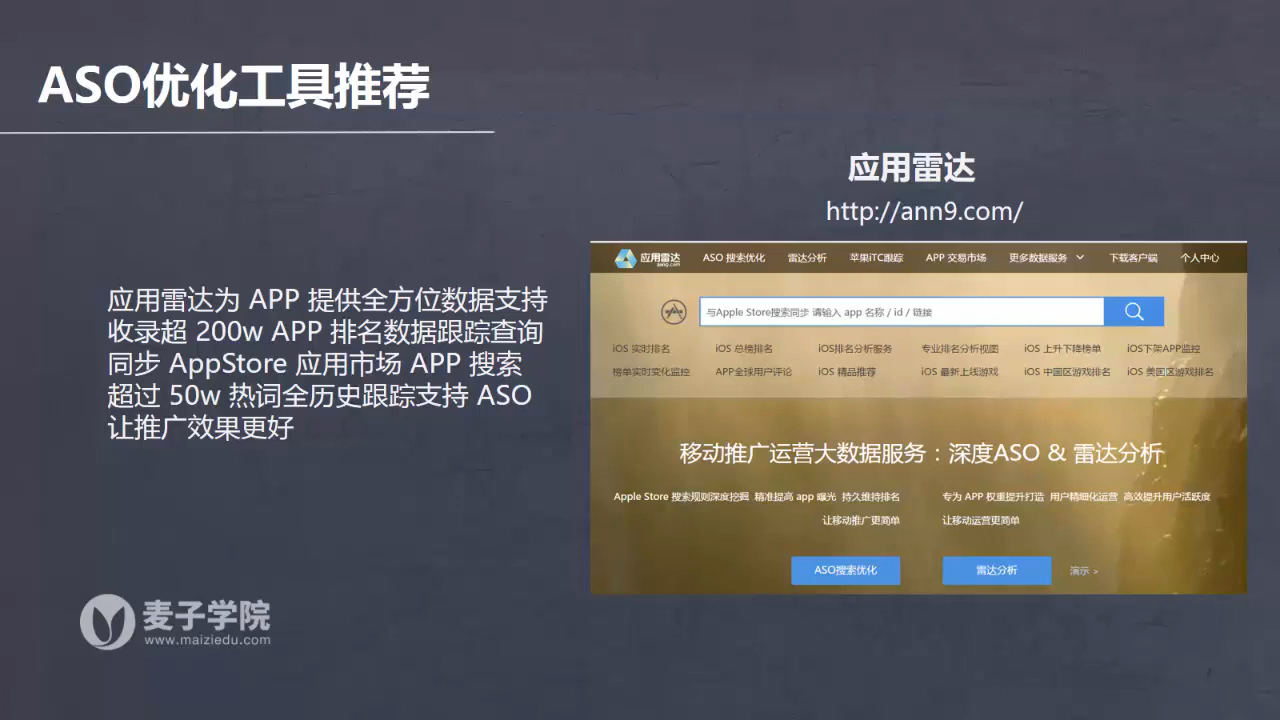 ASO优化工具推荐
应用雷达
http://ann9.com/
应用雷达为 APP 提供全方位数据支持
收录超 200w APP 排名数据跟踪查询
同步 AppStore 应用市场 APP 搜索
超过 50w 热词全历史跟踪支持 ASO
让推广效果更好
应用雷达 ASO 搜索优化 雷达分析 苹果iTC跟踪 APP 交易市场 更多数据服务 下载客户端 个人中心
ann9.com
与Apple Store搜索同步 请输入 app 名称 / id / 链接
iOS 实时排名 iOS 总榜排名 iOS排名分析服务 专业排名分析视图 iOS 上升下降榜单 iOS下架APP监控
榜单实时变化监控 APP全球用户评论 iOS 精品推荐 iOS 最新上线游戏 iOS 中国区游戏排名 iOS 美国区游戏排名
移动推广运营大数据服务：深度ASO & 雷达分析
Apple Store 搜索规则深度挖掘 精准提高 app 曝光 持久维持排名
让移动推广更简单
专为 APP 权重提升打造 用户精细化运营 高效提升用户活跃度
让移动运营更简单
ASO搜索优化 雷达分析 演示 >
麦子学院
www.maiziedu.com